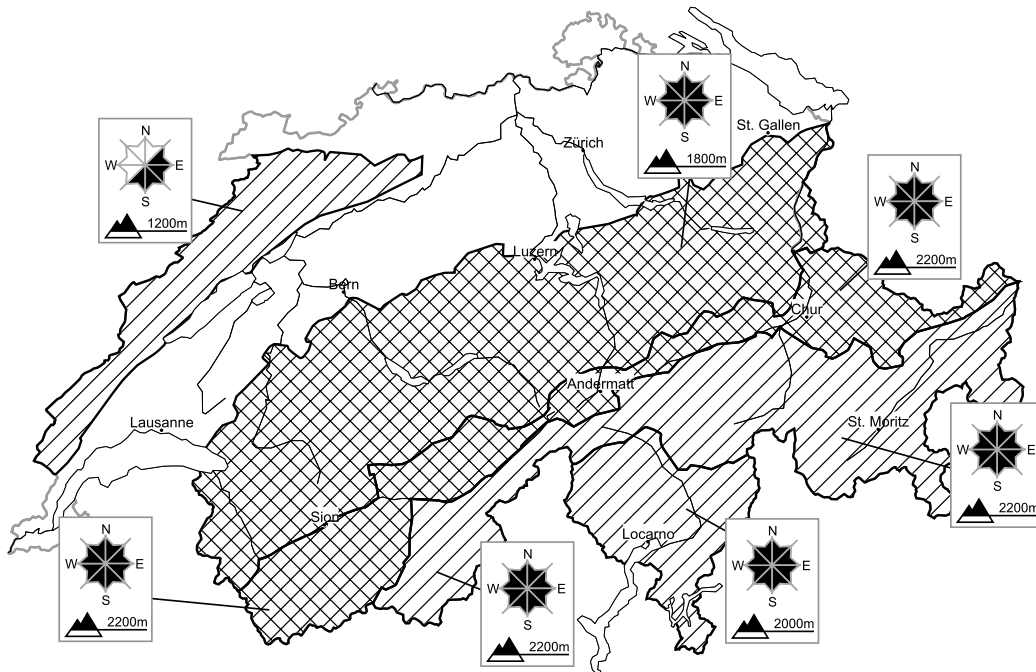 N
W E
S
1800m
St. Gallen
Zürich
N
W E
S
1200m
N
W E
S
2200m
Luzern
Bern
Chur
Andermatt
Lausanne
St. Moritz
N
W E
S
2200m
Sion
Locarno
N
W E
S
2200m
N
W E
S
2200m
N
W E
S
2000m